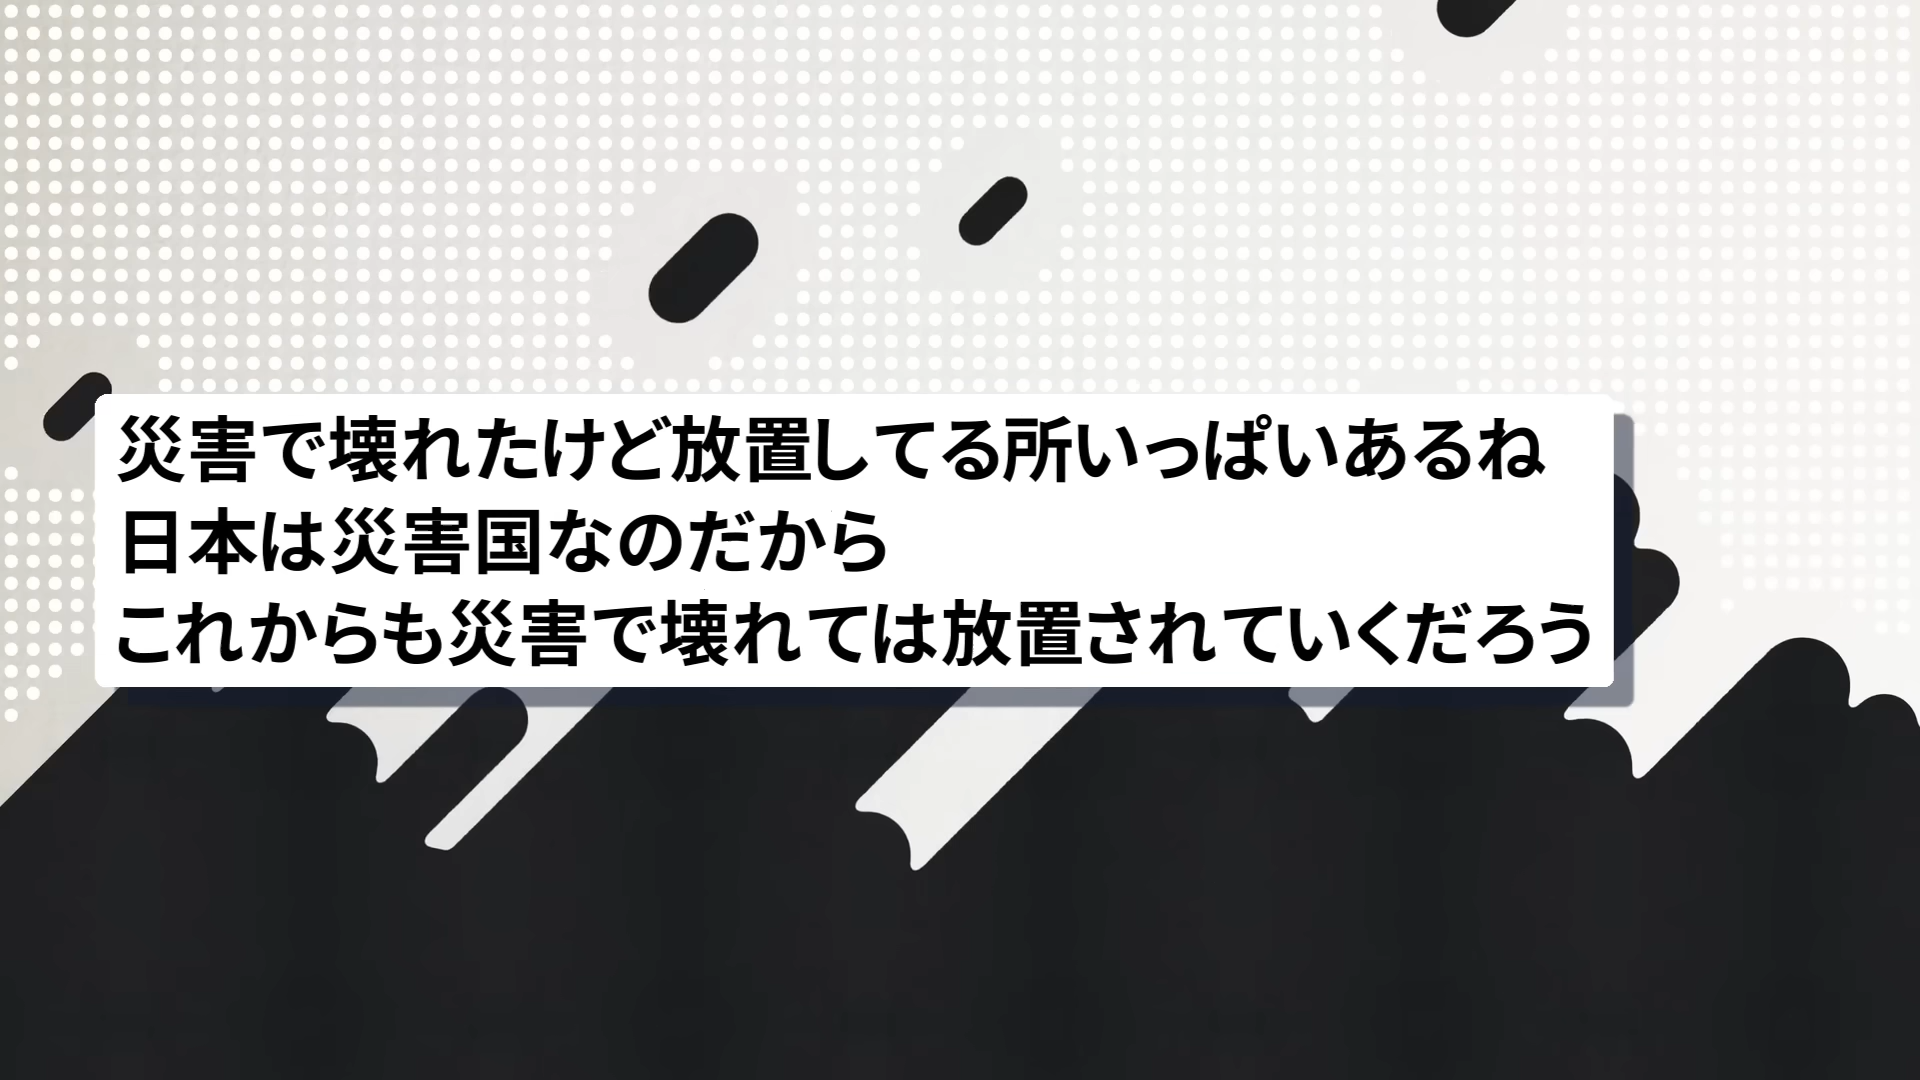 災害で壊れたけど放置してる所いっぱいあるね
日本は災害国なのだから
これからも災害で壊れては放置されていくだろう